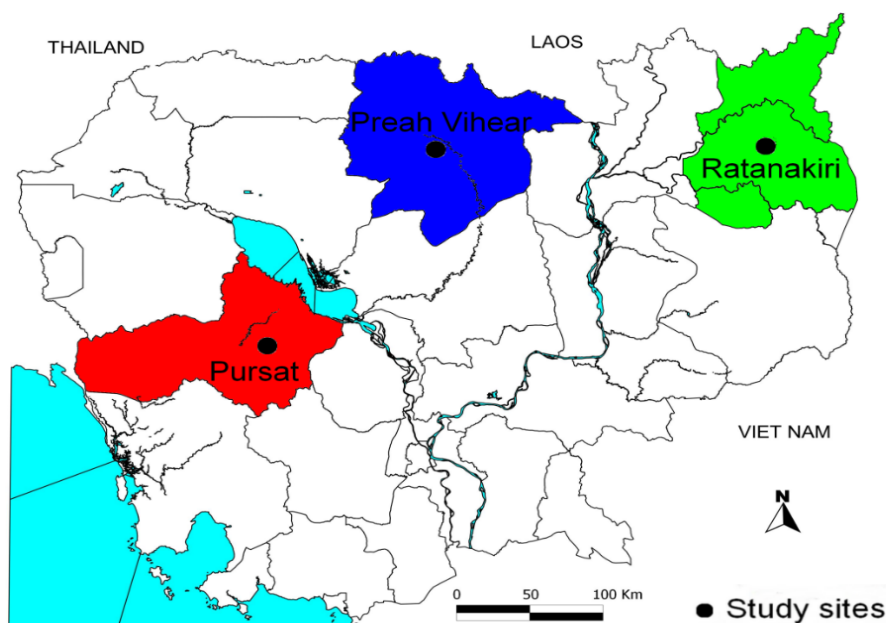 THAILAND
LAOS
Preah Vihear
Ratanakiri
Pursat
VIET NAM
N
0 50 100 Km
Study sites